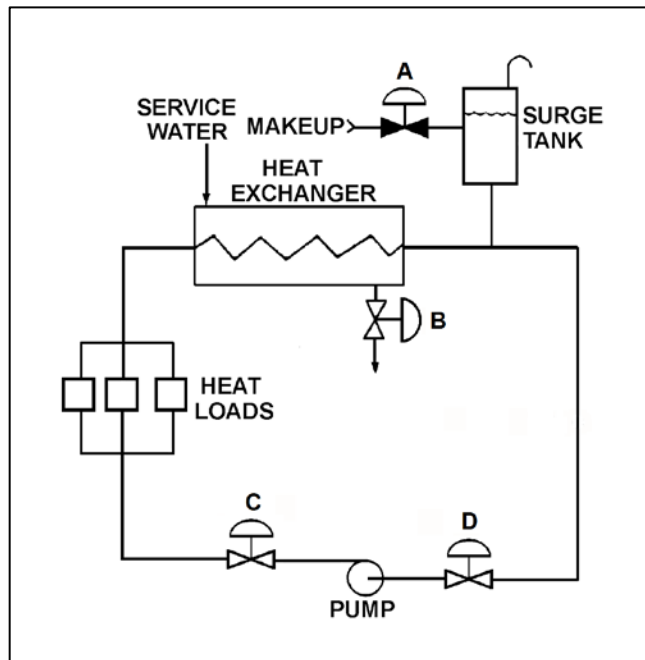 A
SERVICE
WATER
MAKEUP
SURGE
TANK
HEAT
EXCHANGER
B
HEAT
LOADS
C
D
PUMP